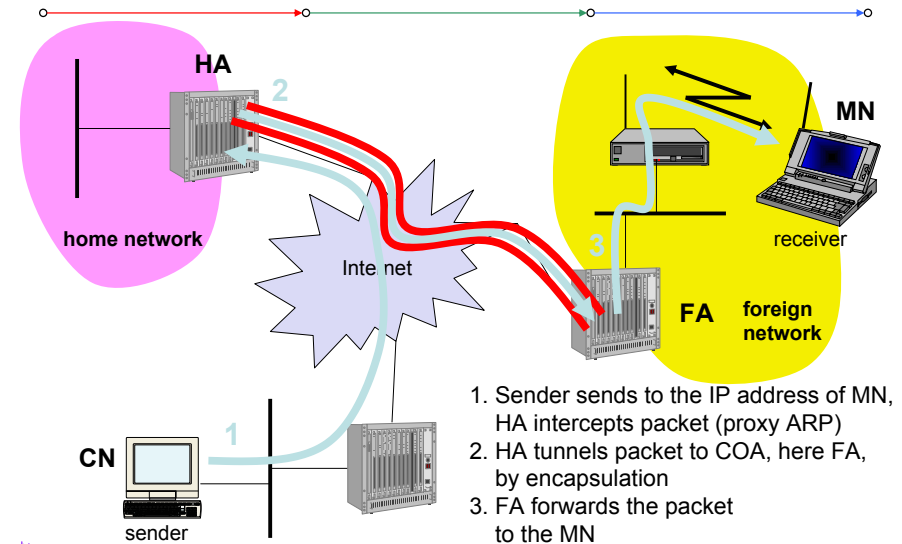 HA
2
MN
home network
Internet
3
receiver
FA
foreign
network
1. Sender sends to the IP address of MN,
HA intercepts packet (proxy ARP)
2. HA tunnels packet to COA, here FA,
by encapsulation
3. FA forwards the packet
to the MN
1
CN
sender